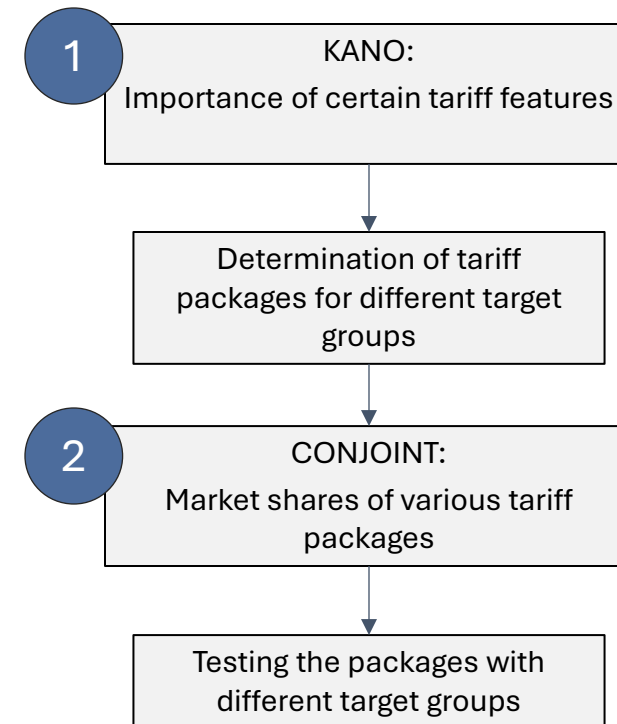 1
KANO:
Importance of certain tariff features
Determination of tariff
packages for different target
groups
2
CONJOINT:
Market shares of various tariff
packages
Testing the packages with
different target groups